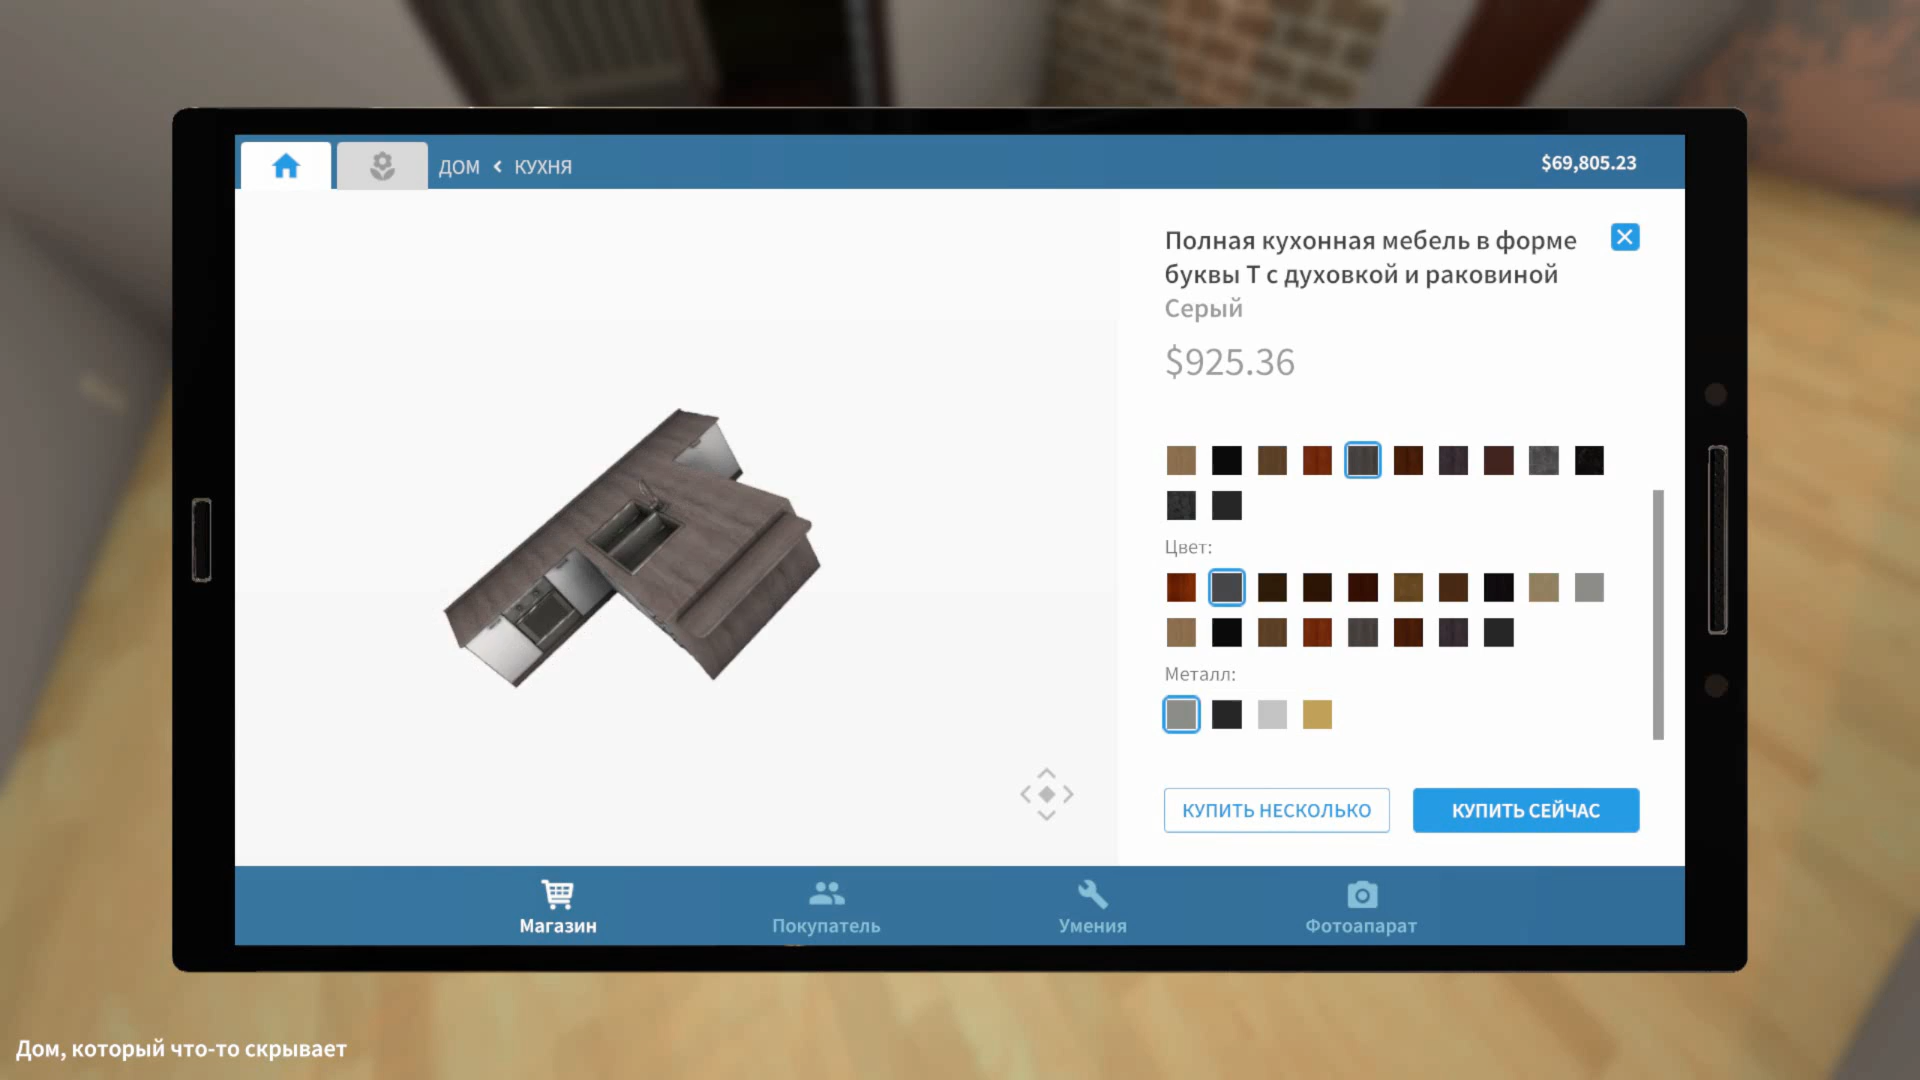 ДОМ < КУХНЯ
$69,805.23
Полная кухонная мебель в форме
буквы Т с духовкой и раковиной
Серый
$925.36
Цвет:
Металл:
КУПИТЬ НЕСКОЛЬКО
КУПИТЬ СЕЙЧАС
Магазин
Покупатель
Умения
Фотоапарат
Дом, который что-то скрывает